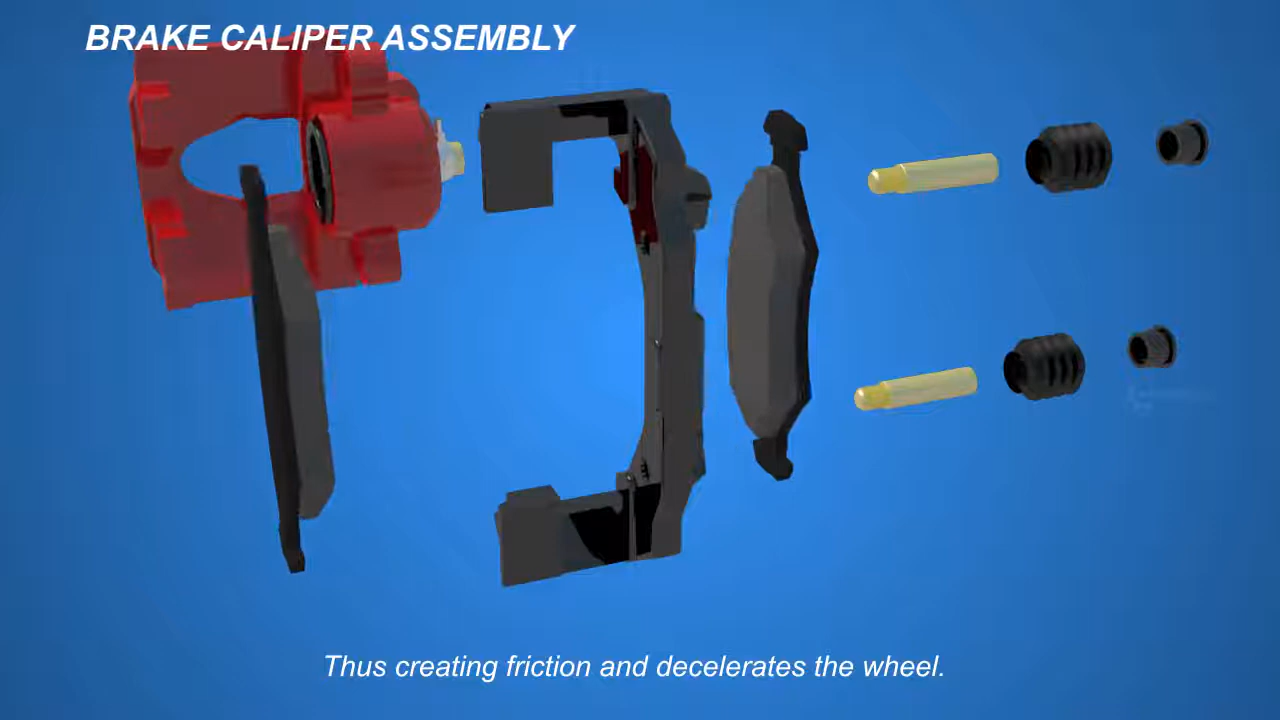 BRAKE CALIPER ASSEMBLY
Thus creating friction and decelerates the wheel.